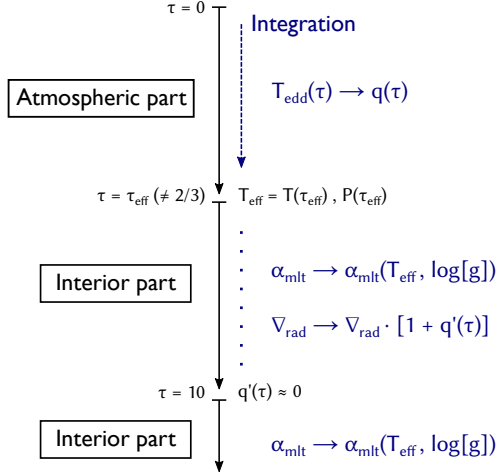 τ = 0
Integration
Atmospheric part
T_edd(τ) → q(τ)
τ = τ_eff (≠ 2/3) T_eff = T(τ_eff) , P(τ_eff)
Interior part
α_mlt → α_mlt(T_eff, log[g])
∇_rad → ∇_rad · [1 + q'(τ)]
τ = 10 q'(τ) ≈ 0
Interior part
α_mlt → α_mlt(T_eff, log[g])